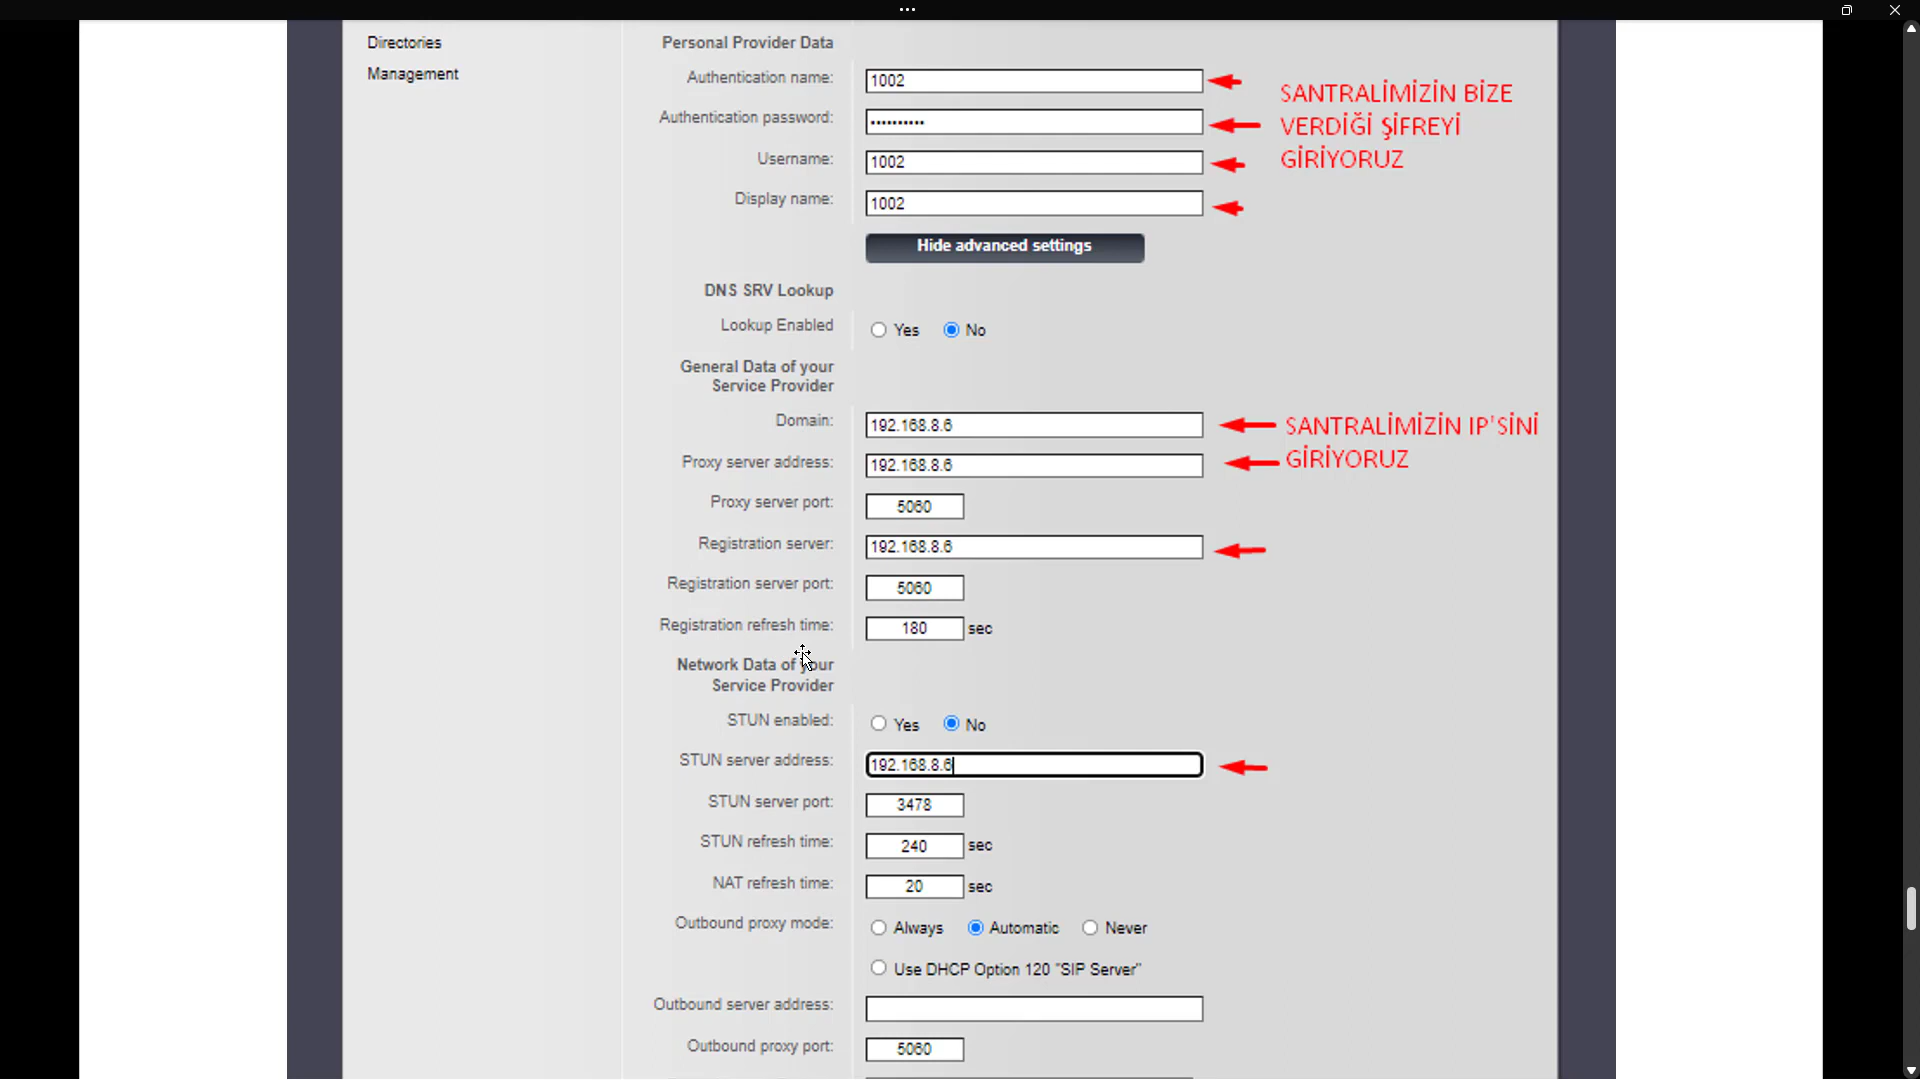 Directories
Management
Personal Provider Data
Authentication name: 1002
Authentication password: ••••••••••
Username: 1002
Display name: 1002
SANTRALİMİZİN BİZE
VERDİĞİ ŞİFREYİ
GİRİYORUZ
Hide advanced settings
DNS SRV Lookup
Lookup Enabled Yes No
General Data of your
Service Provider
Domain: 192.168.8.6
Proxy server address: 192.168.8.6
SANTRALİMİZİN IP'SİNİ
GİRİYORUZ
Proxy server port: 5060
Registration server: 192.168.8.6
Registration server port: 5060
Registration refresh time: 180 sec
Network Data of your
Service Provider
STUN enabled: Yes No
STUN server address: 192.168.8.6
STUN server port: 3478
STUN refresh time: 240 sec
NAT refresh time: 20 sec
Outbound proxy mode: Always Automatic Never
Use DHCP Option 120 "SIP Server"
Outbound server address:
Outbound proxy port: 5060